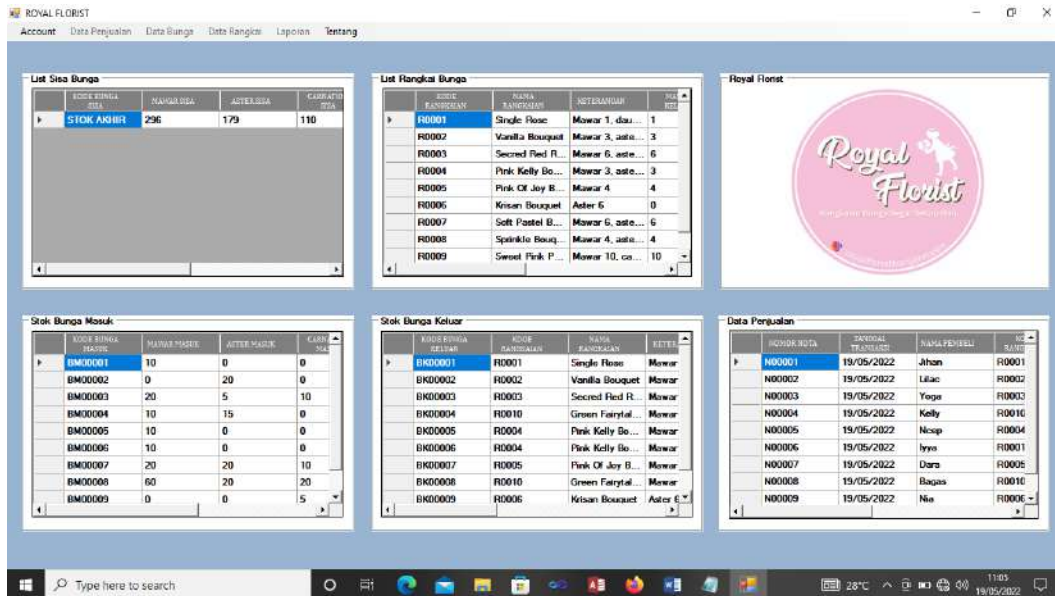 ROYAL FLORIST
Account Data Penjualan Data Bunga Data Rangkai Laporan Tentang
List Sisa Bunga
KODE BUNGA SISA MAWAR SISA ASTER SISA
STOK AKHIR 296 179 110
List Rangkai Bunga
KODE RANGKAIAN NAMA RANGKAIAN KETERANGAN
R0001 Single Rose Mawar 1, dau... 1
R0002 Vanilla Bouquet Mawar 3, aste... 3
R0003 Secred Red R... Mawar 6, aste... 6
R0004 Pink Kelly Bo... Mawar 3, aste... 3
R0005 Pink Of Joy B... Mawar 4 4
R0006 Krisan Bouquet Aster 6 0
R0007 Soft Pastel B... Mawar 6, aste... 6
R0008 Sprinkle Bouq... Mawar 4, aste... 4
R0009 Sweet Pink P... Mawar 10, ca... 10
Royal Florist
Royal
Florist
Stok Bunga Masuk
KODE BUNGA MASUK MAWAR MASUK ASTER MASUK
BM00001 10 0 0
BM00002 0 20 0
BM00003 20 5 10
BM00004 10 15 0
BM00005 10 0 0
BM00006 10 0 0
BM00007 20 20 10
BM00008 60 20 20
BM00009 0 0 5
Stok Bunga Keluar
KODE BUNGA KELUAR KODE RANGKAIAN NAMA RANGKAIAN KETER
BK00001 R0001 Single Rose Mawar
BK00002 R0002 Vanilla Bouquet Mawar
BK00003 R0003 Secred Red R... Mawar
BK00004 R0010 Green Fairytal... Mawar
BK00005 R0004 Pink Kelly Bo... Mawar
BK00006 R0004 Pink Kelly Bo... Mawar
BK00007 R0005 Pink Of Joy B... Mawar
BK00008 R0010 Green Fairytal... Mawar
BK00009 R0006 Krisan Bouquet Aster 6
Data Penjualan
NOMOR NOTA TANGGAL TRANSAKSI NAMA PEMBELI
N00001 19/05/2022 Jihan R0001
N00002 19/05/2022 Lilac R0002
N00003 19/05/2022 Yoga R0003
N00004 19/05/2022 Kelly R0010
N00005 19/05/2022 R0004
N00006 19/05/2022 Iyya R0001
N00007 19/05/2022 Dara R0005
N00008 19/05/2022 Bagas R0010
N00009 19/05/2022 Nia R0006
Type here to search
28°C
11:05
19/05/2022